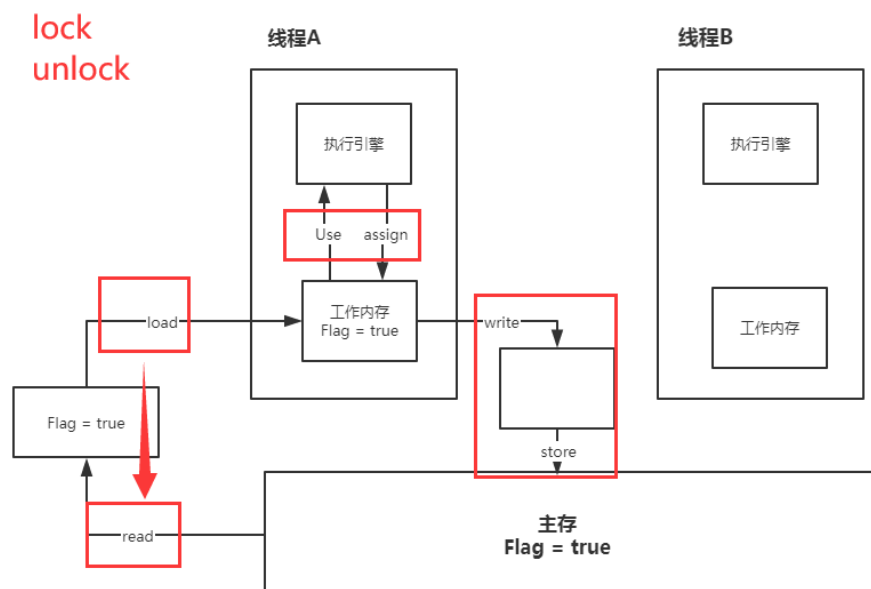 lock
unlock
线程A
线程B
执行引擎
执行引擎
Use
assign
load
工作内存
Flag = true
write
工作内存
Flag = true
store
read
主存
Flag = true